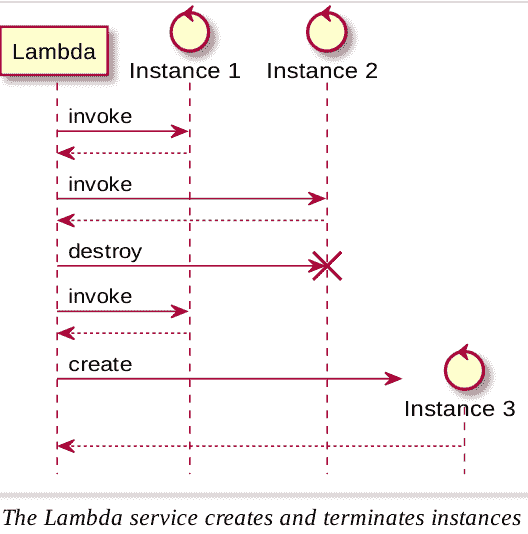 Lambda
Instance 1
Instance 2
invoke
invoke
destroy
invoke
create
Instance 3
The Lambda service creates and terminates instances